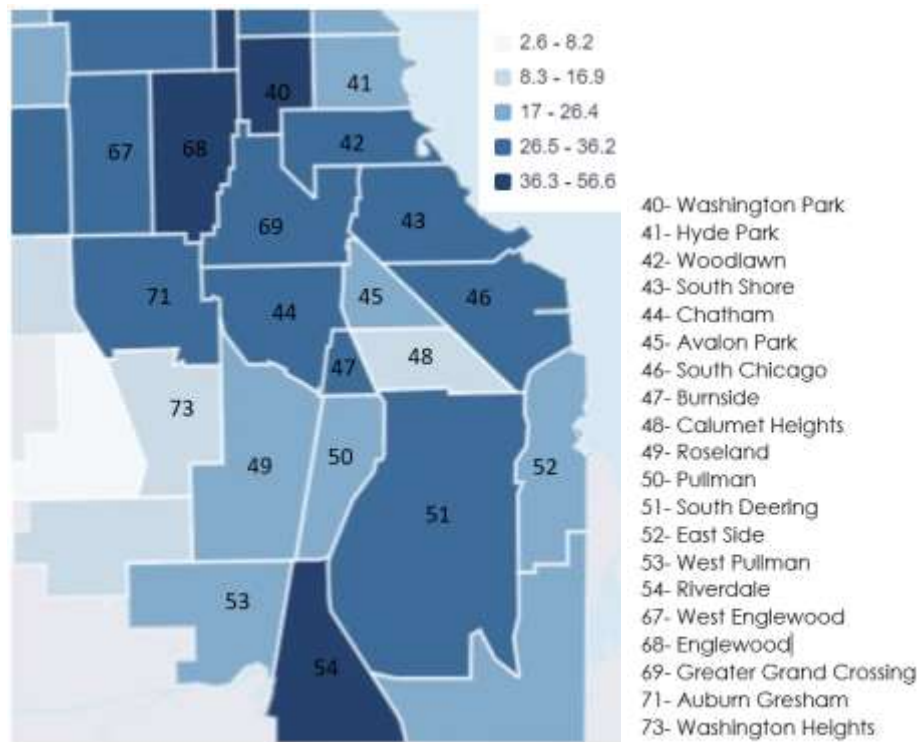 2.6 - 8.2
8.3 - 16.9
17 - 26.4
26.5 - 36.2
36.3 - 56.6
40
41
42
67
68
69
43
71
44
45
46
47
48
73
49
50
51
52
53
54
40- Washington Park
41- Hyde Park
42- Woodlawn
43- South Shore
44- Chatham
45- Avalon Park
46- South Chicago
47- Burnside
48- Calumet Heights
49- Roseland
50- Pullman
51- South Deering
52- East Side
53- West Pullman
54- Riverdale
67- West Englewood
68- Englewood
69- Greater Grand Crossing
71- Auburn Gresham
73- Washington Heights